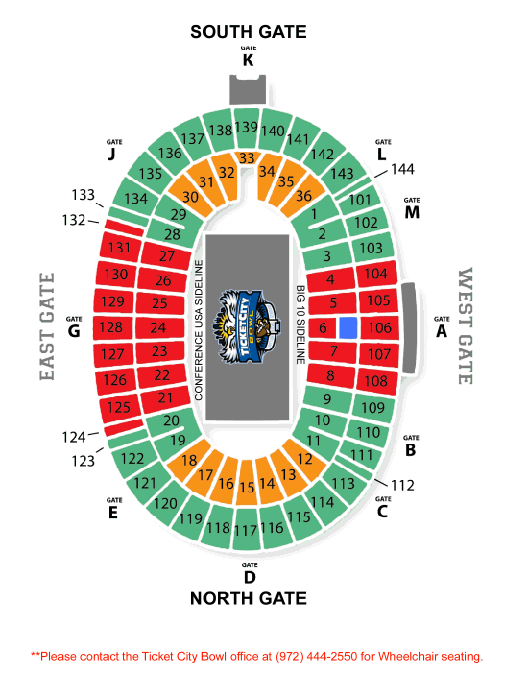 SOUTH GATE
GATE
K
137 138 139 140 141
136 142
GATE
J
GATE
L
135 143
144
32 33 34
31 35
30 36
133
134
101
GATE
M
132
29 1
102
28 2
131 27 3 103
130 26 4 104
129 25 5 105
EAST GATE
GATE
G
128 24 6 106
GATE
A
WEST GATE
CONFERENCE USA SIDELINE
TICKETCITY
BOWL
BIG 10 SIDELINE
127 23 7 107
126 22 8 108
125 21 9 109
124
20 10 110
GATE
B
123
19 11 111
122
18 12
112
121 17 13 113
16 15 14
GATE
E
GATE
C
120 114
119 118 117 116 115
GATE
D
NORTH GATE
**Please contact the Ticket City Bowl office at (972) 444-2550 for Wheelchair seating.